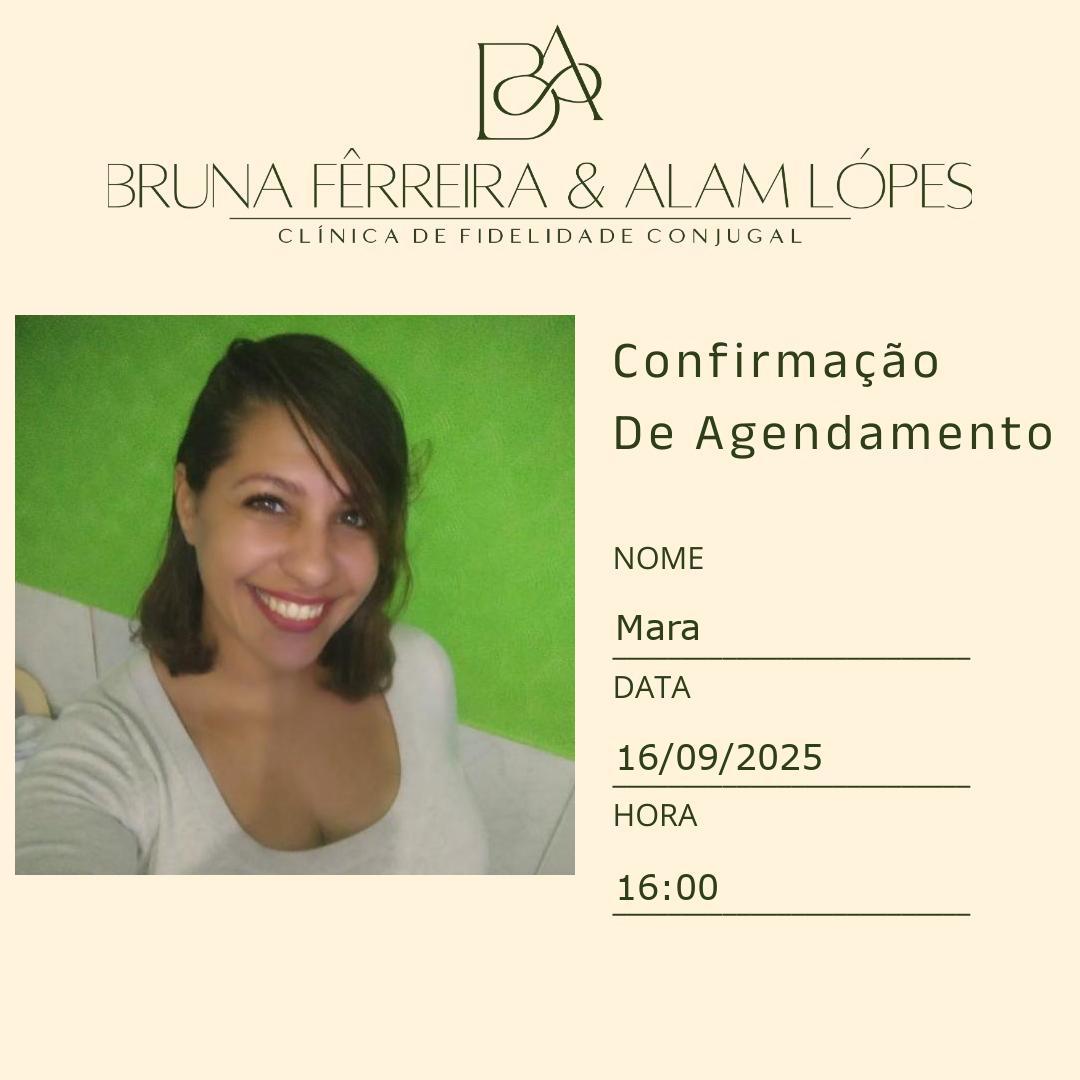 BA
BRUNA FÊRREIRA & ALAM LÓPES
CLÍNICA DE FIDELIDADE CONJUGAL
Confirmação
De Agendamento
NOME
Mara
DATA
16/09/2025
HORA
16:00